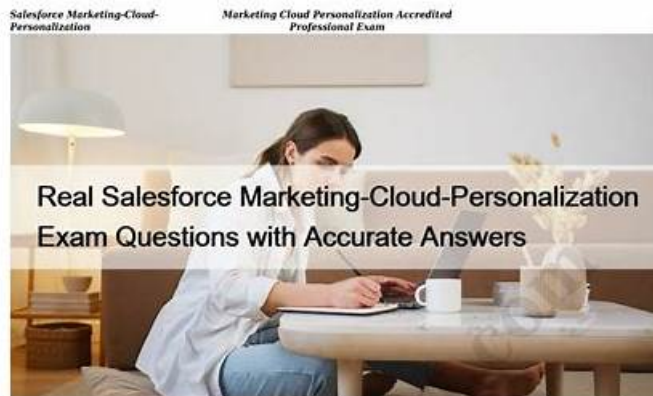 Salesforce Marketing-Cloud-
Personalization
Marketing Cloud Personalization Accredited
Professional Exam
Real Salesforce Marketing-Cloud-Personalization
Exam Questions with Accurate Answers
com